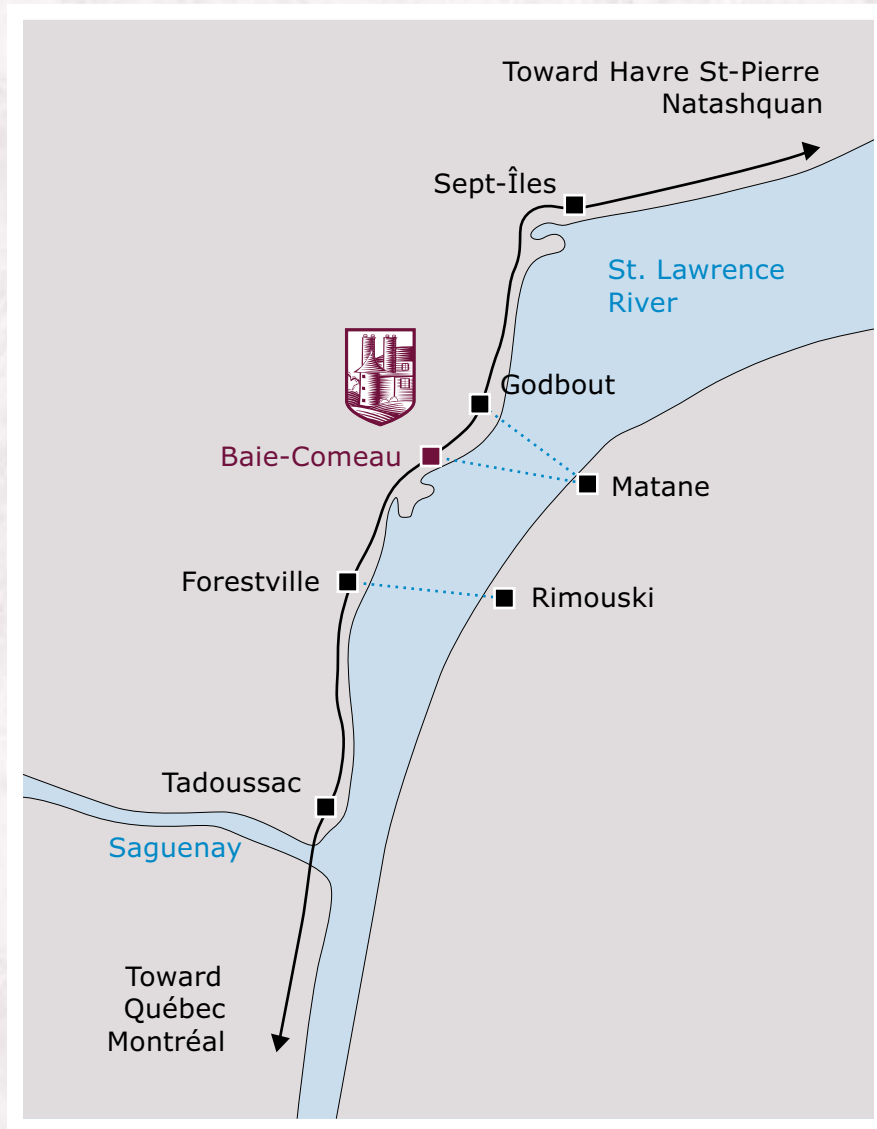 Toward Havre St-Pierre
Natashquan
Sept-Îles
St. Lawrence
River
Godbout
Baie-Comeau
Matane
Forestville
Rimouski
Tadoussac
Saguenay
Toward
Québec
Montréal